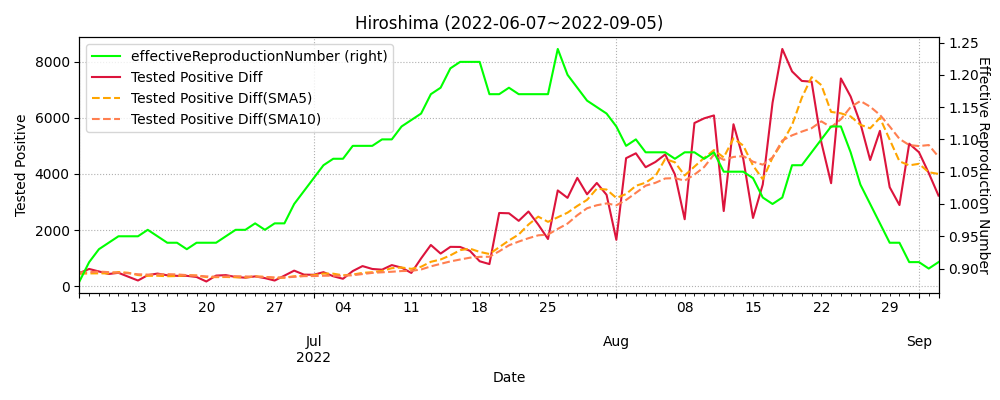 Hiroshima (2022-06-07~2022-09-05)
effectiveReproductionNumber (right)
Tested Positive Diff
Tested Positive Diff(SMA5)
Tested Positive Diff(SMA10)
Tested Positive
8000
6000
4000
2000
0
1.25
1.20
1.15
1.10
1.05
1.00
0.95
0.90
Effective Reproduction Number
13 20 27 04 11 18 25 08 15 22 29
Jul Aug Sep
2022
Date